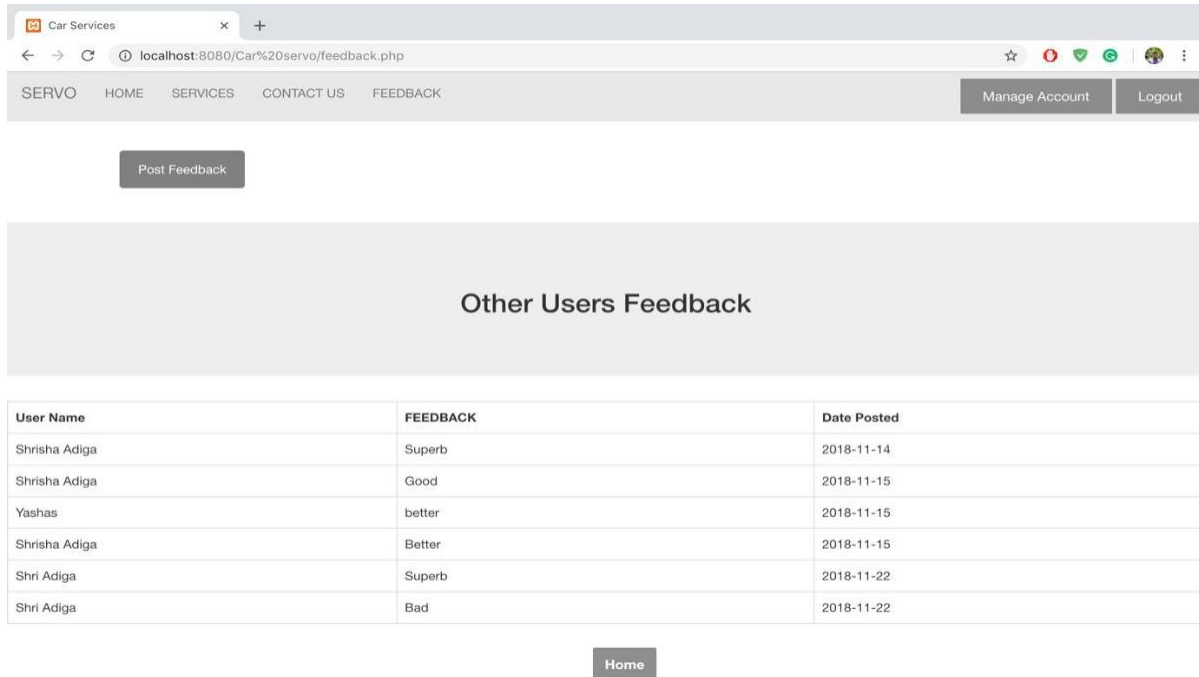 Car Services
localhost:8080/Car%20servo/feedback.php
SERVO HOME SERVICES CONTACT US FEEDBACK Manage Account Logout
Post Feedback
Other Users Feedback
User Name FEEDBACK Date Posted
Shrisha Adiga Superb 2018-11-14
Shrisha Adiga Good 2018-11-15
Yashas better 2018-11-15
Shrisha Adiga Better 2018-11-15
Shri Adiga Superb 2018-11-22
Shri Adiga Bad 2018-11-22
Home